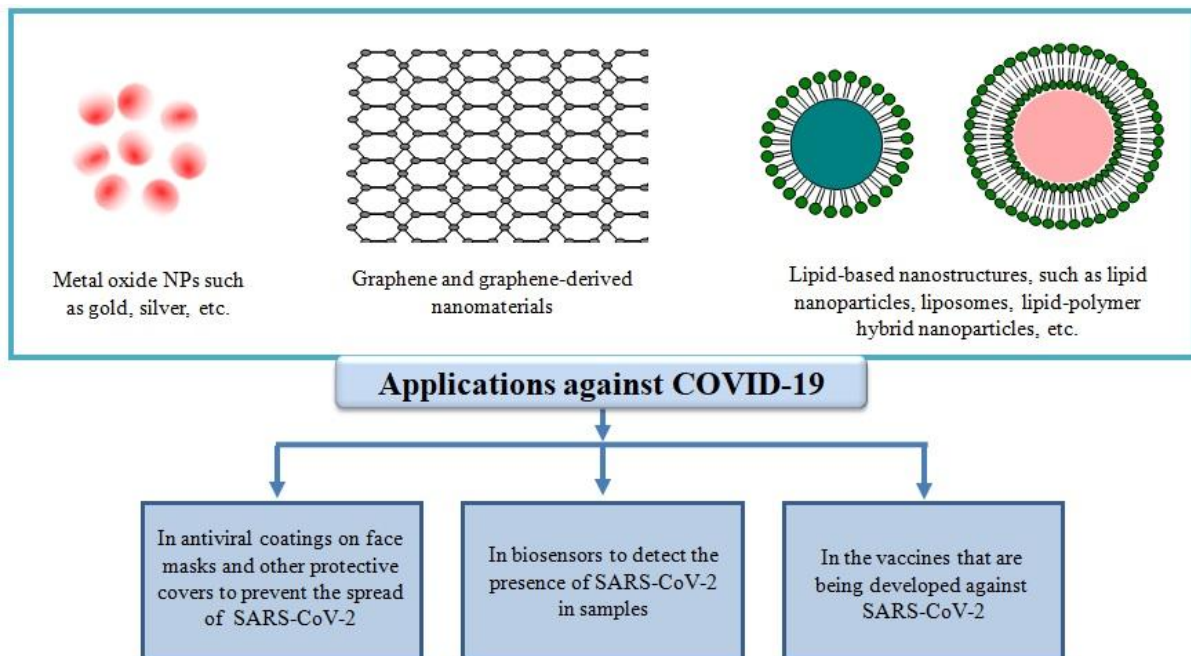 Metal oxide NPs such
as gold, silver, etc.
Graphene and graphene-derived
nanomaterials
Lipid-based nanostructures, such as lipid
nanoparticles, liposomes, lipid-polymer
hybrid nanoparticles, etc.
Applications against COVID-19
In antiviral coatings on face
masks and other protective
covers to prevent the spread
of SARS-CoV-2
In biosensors to detect the
presence of SARS-CoV-2
in samples
In the vaccines that are
being developed against
SARS-CoV-2